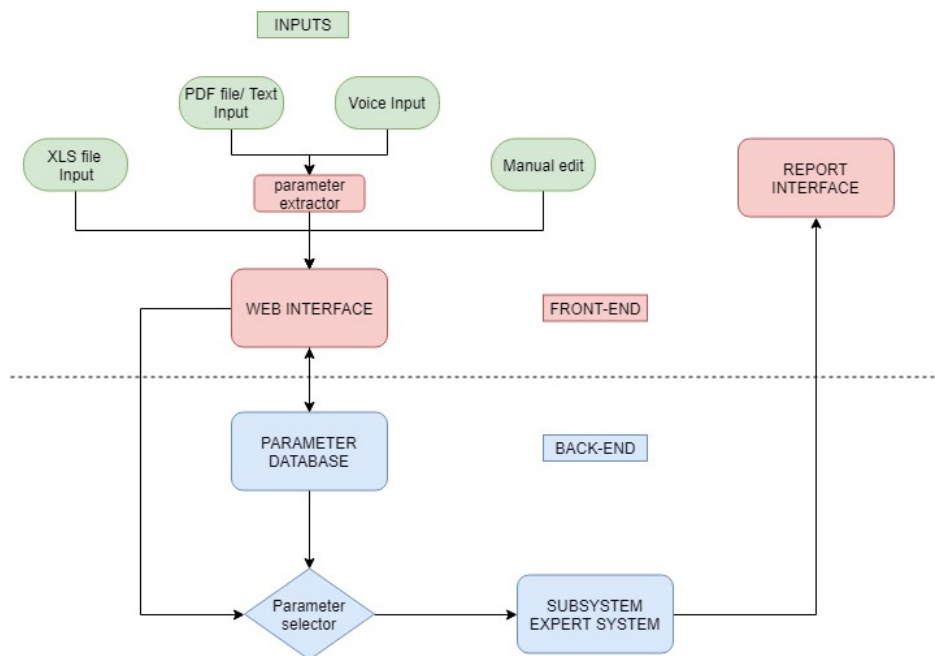 INPUTS
PDF file/ Text
Input
Voice Input
XLS file
Input
Manual edit
REPORT
INTERFACE
parameter
extractor
WEB INTERFACE
FRONT-END
PARAMETER
DATABASE
BACK-END
Parameter
selector
SUBSYSTEM
EXPERT SYSTEM